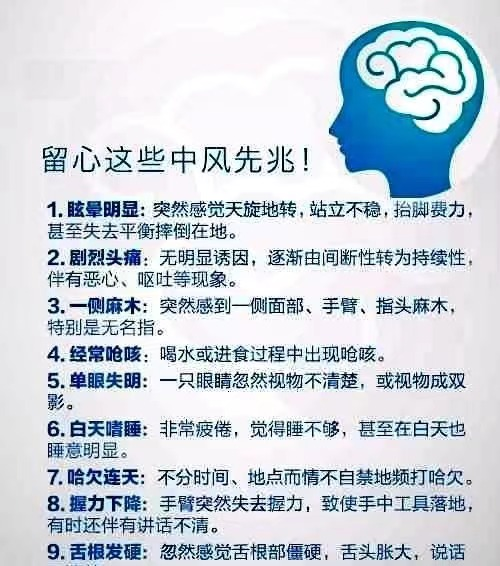 留心这些中风先兆！
1.眩晕明显：突然感觉天旋地转，站立不稳，抬脚费力，
甚至失去平衡摔倒在地。
2.剧烈头痛：无明显诱因，逐渐由间断性转为持续性，
伴有恶心、呕吐等现象。
3.一侧麻木：突然感到一侧面部、手臂、指头麻木，
特别是无名指。
4.经常呛咳：喝水或进食过程中出现呛咳。
5.单眼失明：一只眼睛忽然视物不清楚，或视物成双
影。
6.白天嗜睡：非常疲倦，觉得睡不够，甚至在白天也
睡意明显。
7.哈欠连天：不分时间、地点而情不自禁地频打哈欠。
8.握力下降：手臂突然失去握力，致使手中工具落地，
有时还伴有讲话不清。
9.舌根发硬：忽然感觉舌根部僵硬，舌头胀大，说话